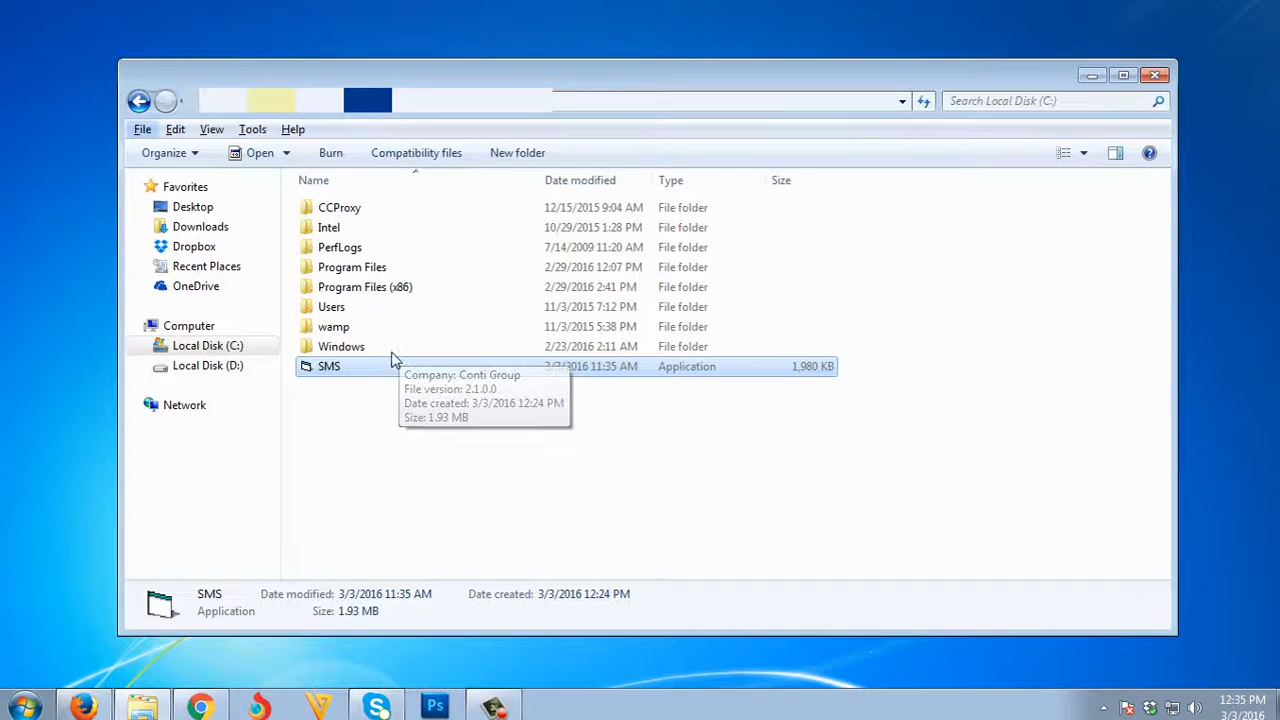 Search Local Disk (C:)
File Edit View Tools Help
Organize Open Burn Compatibility files New folder
Name Date modified Type Size
Favorites
Desktop
Downloads
Dropbox
Recent Places
OneDrive
Computer
Local Disk (C:)
Local Disk (D:)
Network
CCProxy 12/15/2015 9:04 AM File folder
Intel 10/29/2015 1:28 PM File folder
PerfLogs 7/14/2009 11:20 AM File folder
Program Files 2/29/2016 12:07 PM File folder
Program Files (x86) 2/29/2016 2:41 PM File folder
Users 11/3/2015 7:12 PM File folder
wamp 11/3/2015 5:38 PM File folder
Windows 2/23/2016 2:11 AM File folder
SMS 3/3/2016 11:35 AM Application 1,980 KB
Company: Conti Group
File version: 2.1.0.0
Date created: 3/3/2016 12:24 PM
Size: 1.93 MB
SMS Date modified: 3/3/2016 11:35 AM Date created: 3/3/2016 12:24 PM
Application Size: 1.93 MB
Ps
12:35 PM
3/3/2016